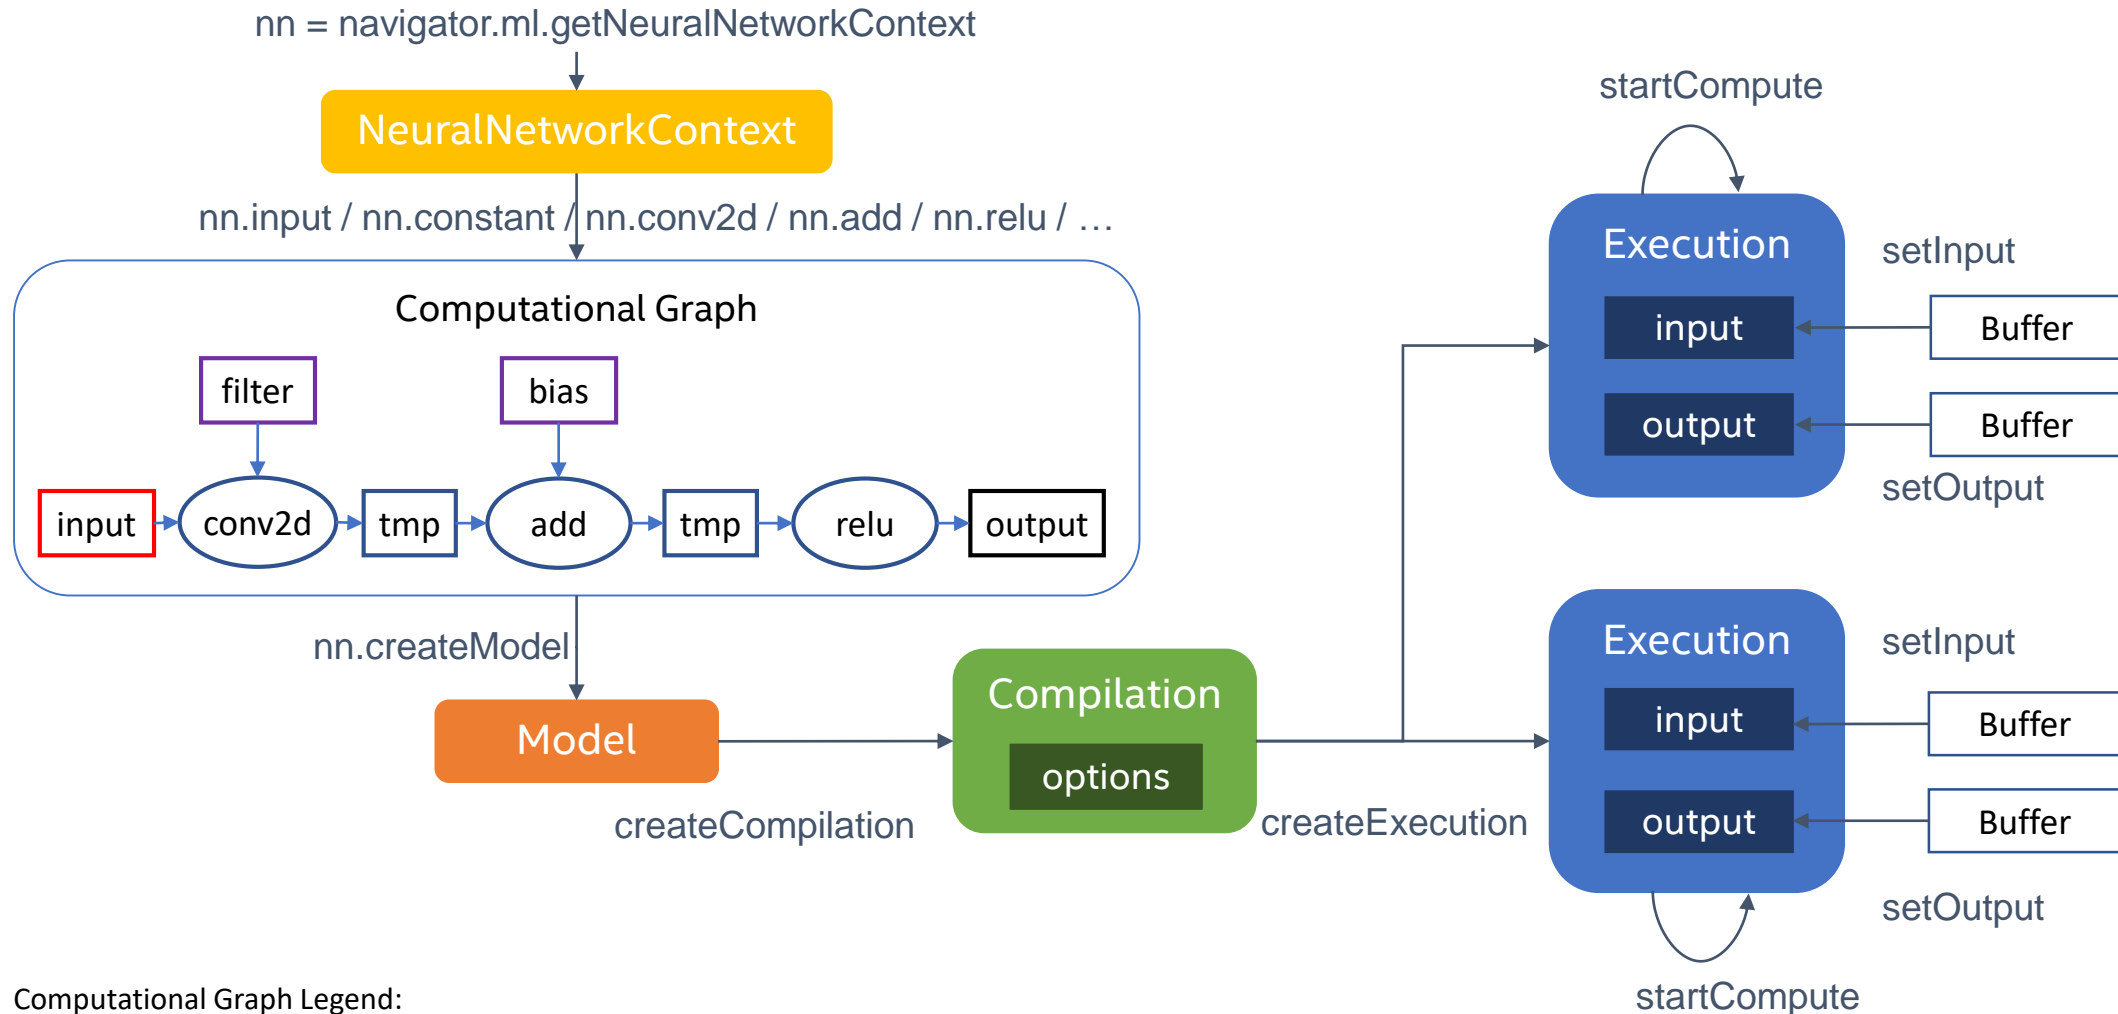 nn = navigator.ml.getNeuralNetworkContext
NeuralNetworkContext
nn.input / nn.constant / nn.conv2d / nn.add / nn.relu / …
Computational Graph
filter
bias
input
conv2d
tmp
add
tmp
relu
output
nn.createModel
Model
createCompilation
Compilation
options
createExecution
startCompute
Execution
setInput
input
Buffer
output
Buffer
setOutput
Execution
setInput
input
Buffer
output
Buffer
setOutput
startCompute
Computational Graph Legend: